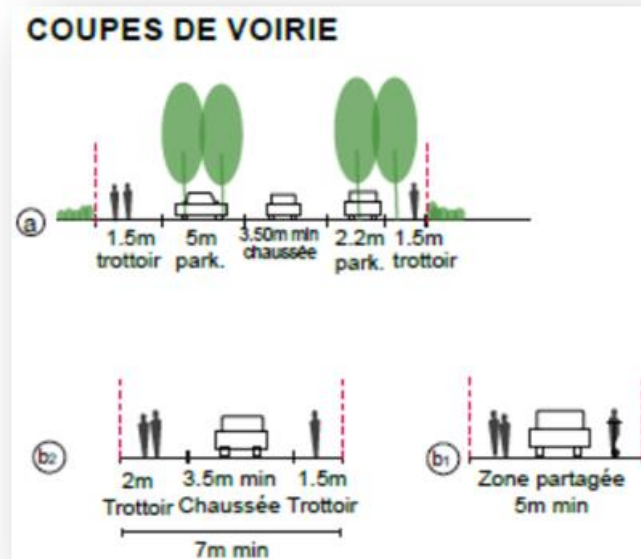 COUPES DE VOIRIE
a
1.5m 5m 3.50m min 2.2m 1.5m
trottoir park. chaussée park. trottoir
b2
2m 3.5m min 1.5m
Trottoir Chaussée Trottoir
7m min
b1
Zone partagée
5m min